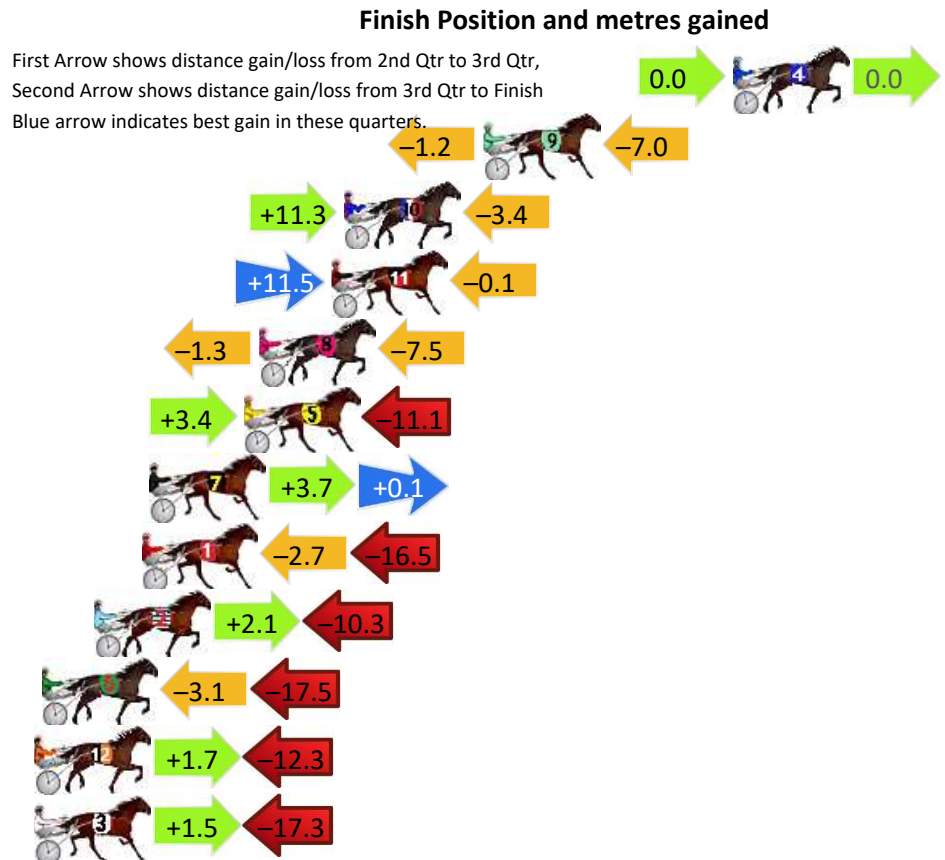 Finish Position and metres gained
First Arrow shows distance gain/loss from 2nd Qtr to 3rd Qtr,
Second Arrow shows distance gain/loss from 3rd Qtr to Finish
Blue arrow indicates best gain in these quarters.
0.0 4 0.0
−1.2 9 −7.0
+11.3 10 −3.4
+11.5 11 −0.1
−1.3 8 −7.5
+3.4 5 −11.1
7 +3.7 +0.1
1 −2.7 −16.5
2 +2.1 −10.3
6 −3.1 −17.5
12 +1.7 −12.3
3 +1.5 −17.3